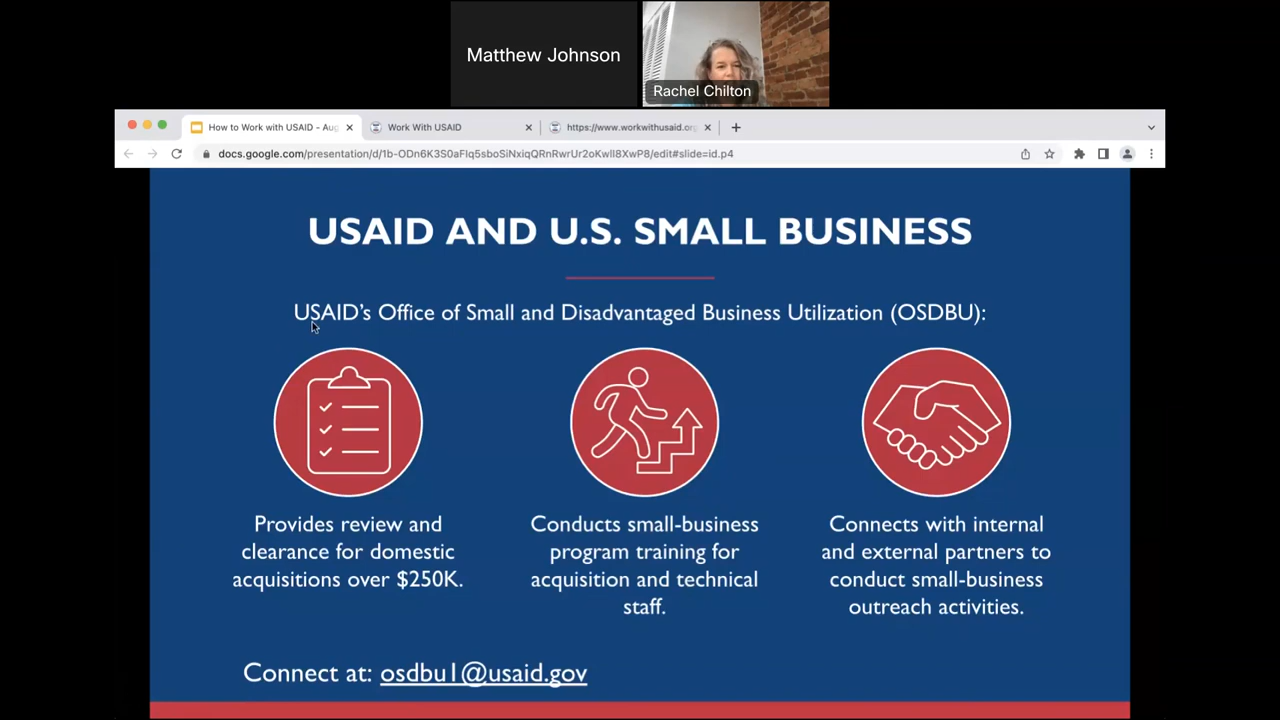 Matthew Johnson
Rachel Chilton
How to Work with USAID - Aug
Work With USAID
https://www.workwithusaid.org
docs.google.com/presentation/d/1b-ODn6K3S0aFIq5sboSiNxiqQRnRwrUr2oKwII8XwP8/edit#slide=id.p4
USAID AND U.S. SMALL BUSINESS
USAID’s Office of Small and Disadvantaged Business Utilization (OSDBU):
Provides review and
clearance for domestic
acquisitions over $250K.
Conducts small-business
program training for
acquisition and technical
staff.
Connects with internal
and external partners to
conduct small-business
outreach activities.
Connect at: osdbu1@usaid.gov